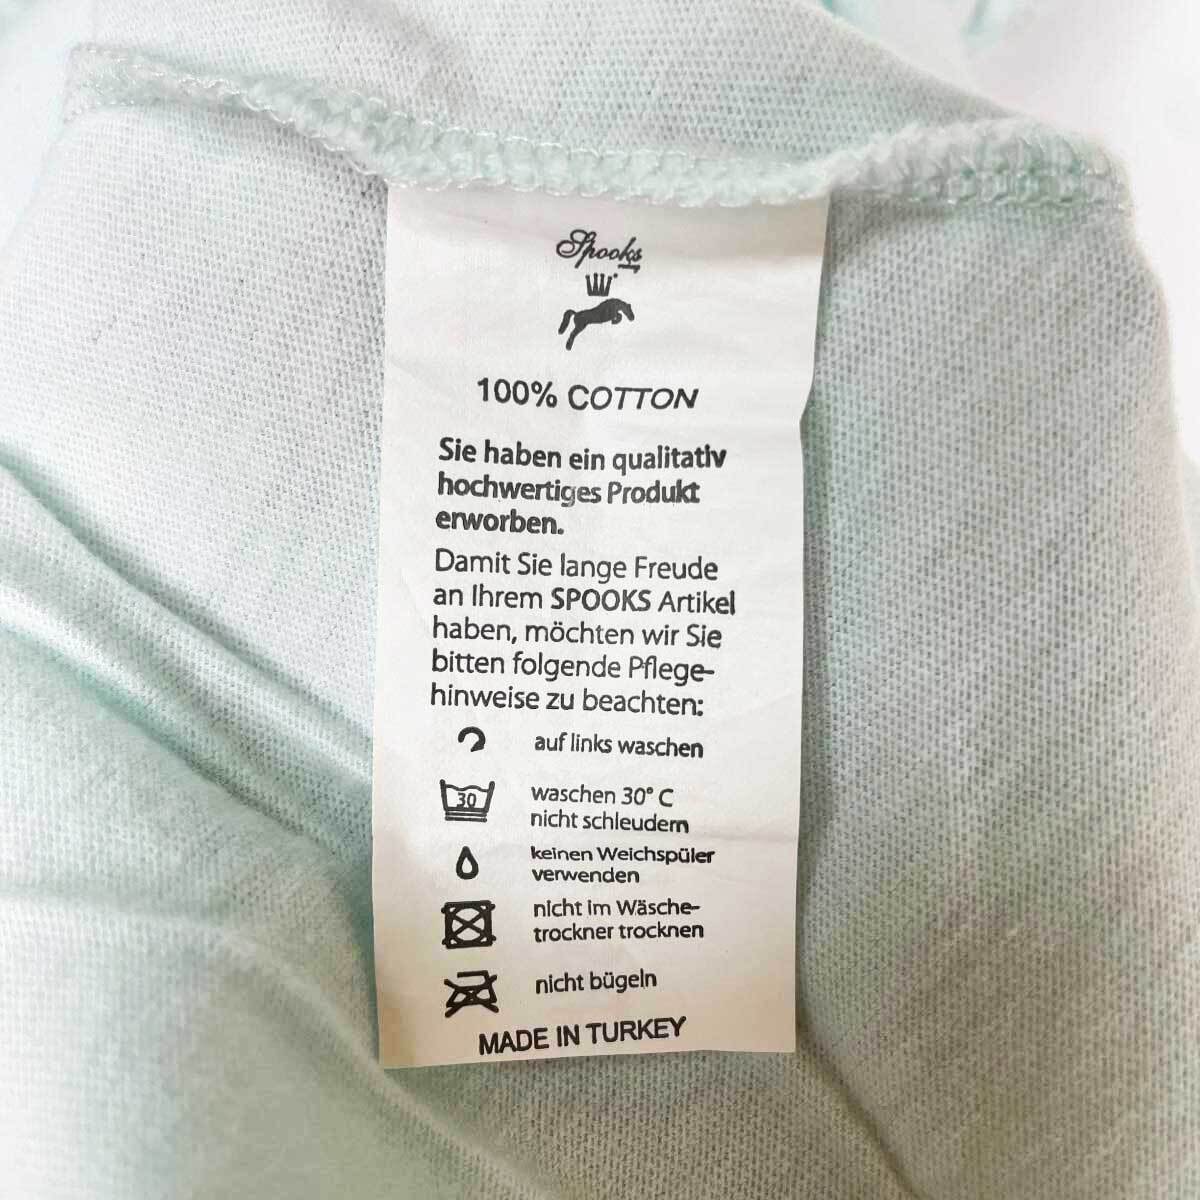 Spooks
100% COTTON
Sie haben ein qualitativ
hochwertiges Produkt
erworben.
Damit Sie lange Freude
an Ihrem SPOOKS Artikel
haben, möchten wir Sie
bitten folgende Pflege-
hinweise zu beachten:
auf links waschen
30 waschen 30° C
nicht schleudern
keinen Weichspüler
verwenden
nicht im Wäsche-
trockner trocknen
nicht bügeln
MADE IN TURKEY